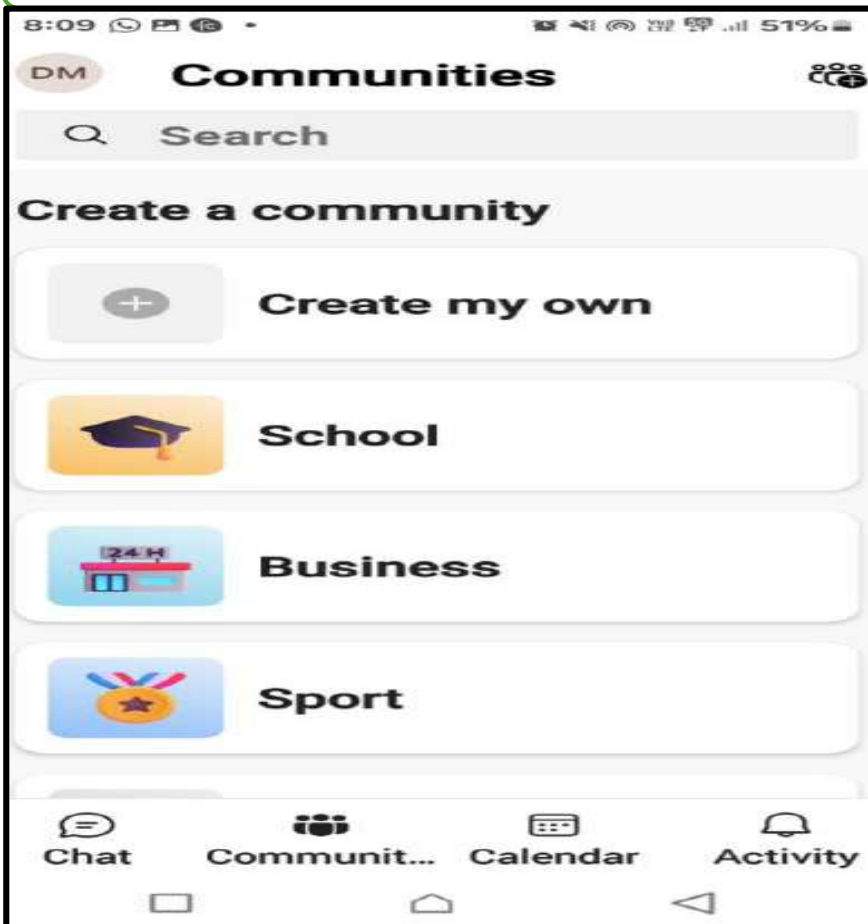 8:09 51%
DM Communities
Search
Create a community
Create my own
School
24 H
Business
Sport
Chat Communit... Calendar Activity